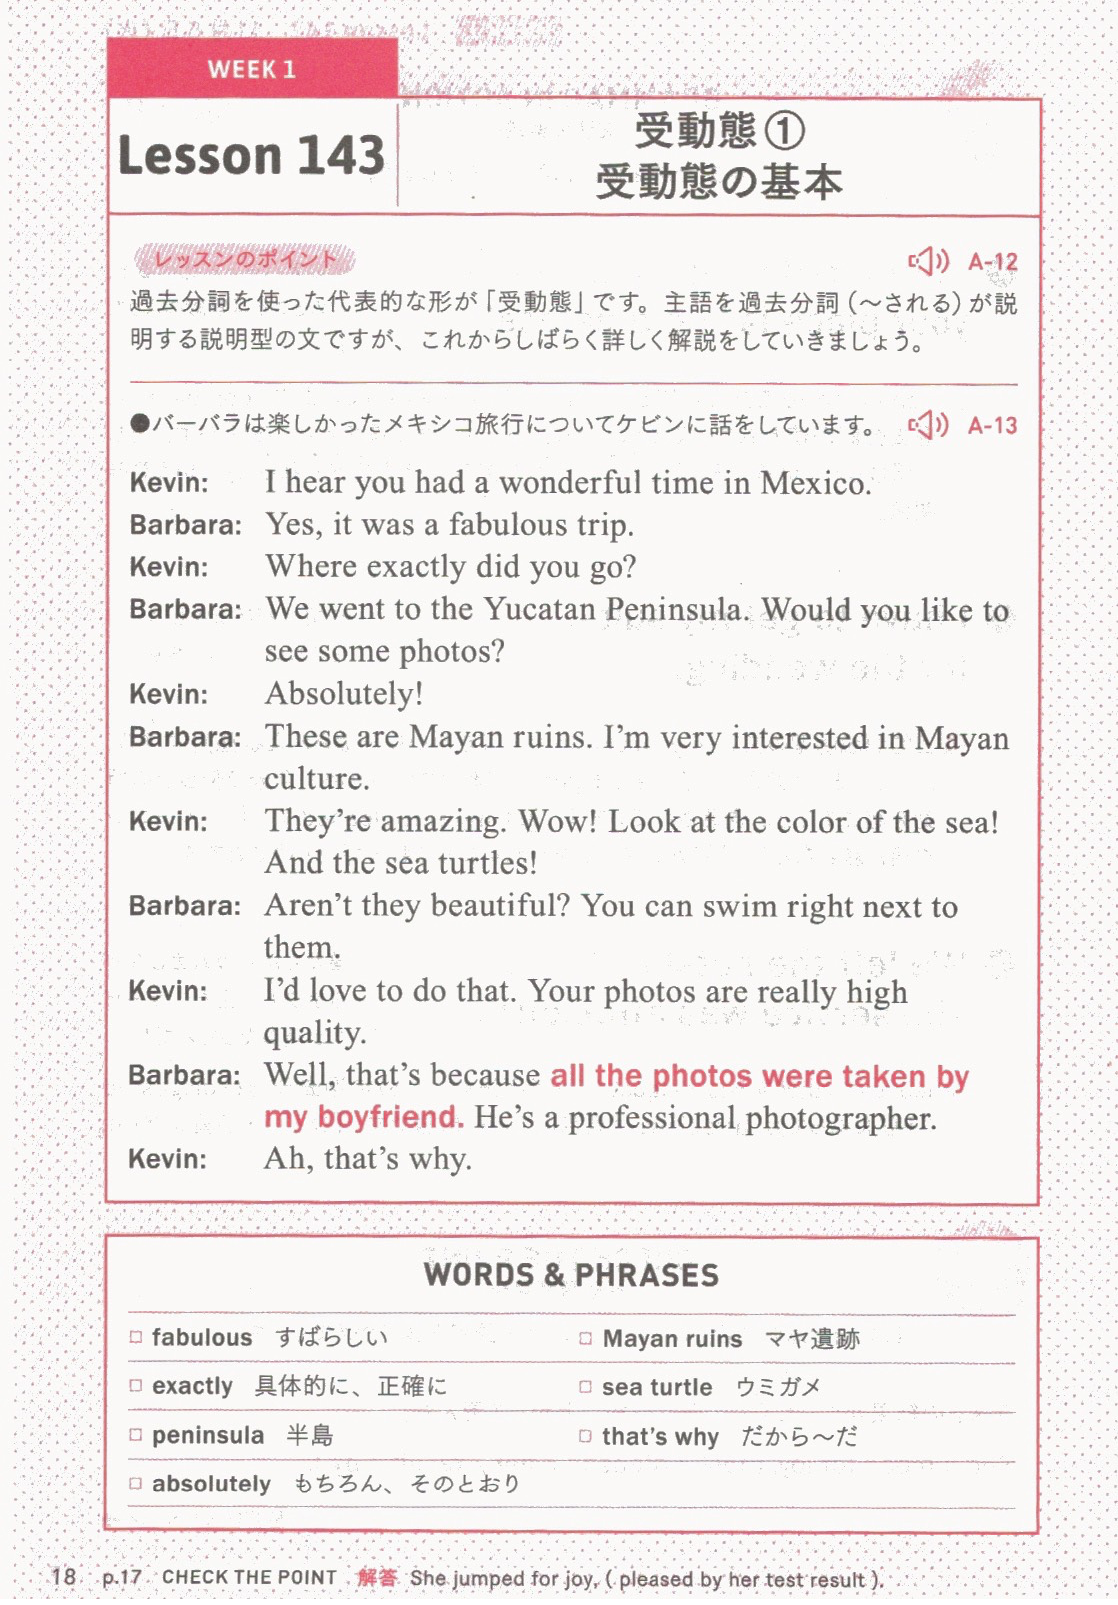 WEEK 1
Lesson 143
受動態①
受動態の基本
レッスンのポイント
A-12
過去分詞を使った代表的な形が「受動態」です。主語を過去分詞(〜される)が説
明する説明型の文ですが、これからしばらく詳しく解説をしていきましょう。
●バーバラは楽しかったメキシコ旅行についてケビンに話をしています。 A-13
Kevin: I hear you had a wonderful time in Mexico.
Barbara: Yes, it was a fabulous trip.
Kevin: Where exactly did you go?
Barbara: We went to the Yucatan Peninsula. Would you like to
see some photos?
Kevin: Absolutely!
Barbara: These are Mayan ruins. I'm very interested in Mayan
culture.
Kevin: They're amazing. Wow! Look at the color of the sea!
And the sea turtles!
Barbara: Aren't they beautiful? You can swim right next to
them.
Kevin: I'd love to do that. Your photos are really high
quality.
Barbara: Well, that's because all the photos were taken by
my boyfriend. He's a professional photographer.
Kevin: Ah, that's why.
WORDS & PHRASES
□ fabulous すばらしい
□ Mayan ruins マヤ遺跡
□ exactly 具体的に、正確に
□ sea turtle ウミガメ
□ peninsula 半島
□ that's why だから〜だ
□ absolutely もちろん、そのとおり
18 p.17 CHECK THE POINT 解答 She jumped for joy, ( pleased by her test result ).